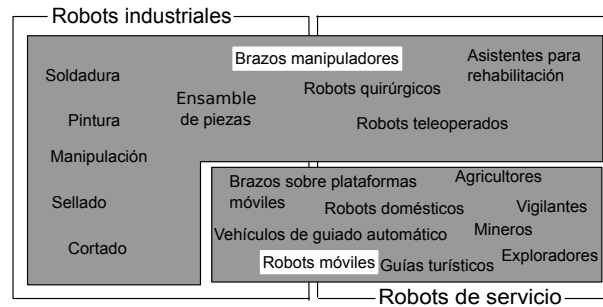 Robots industriales
Brazos manipuladores
Asistentes para
rehabilitación
Soldadura
Robots quirúrgicos
Ensamble
de piezas
Pintura
Robots teleoperados
Manipulación
Brazos sobre plataformas
móviles
Agricultores
Sellado
Robots domésticos
Vigilantes
Vehículos de guiado automático
Mineros
Cortado
Robots móviles
Guías turísticos
Exploradores
Robots de servicio